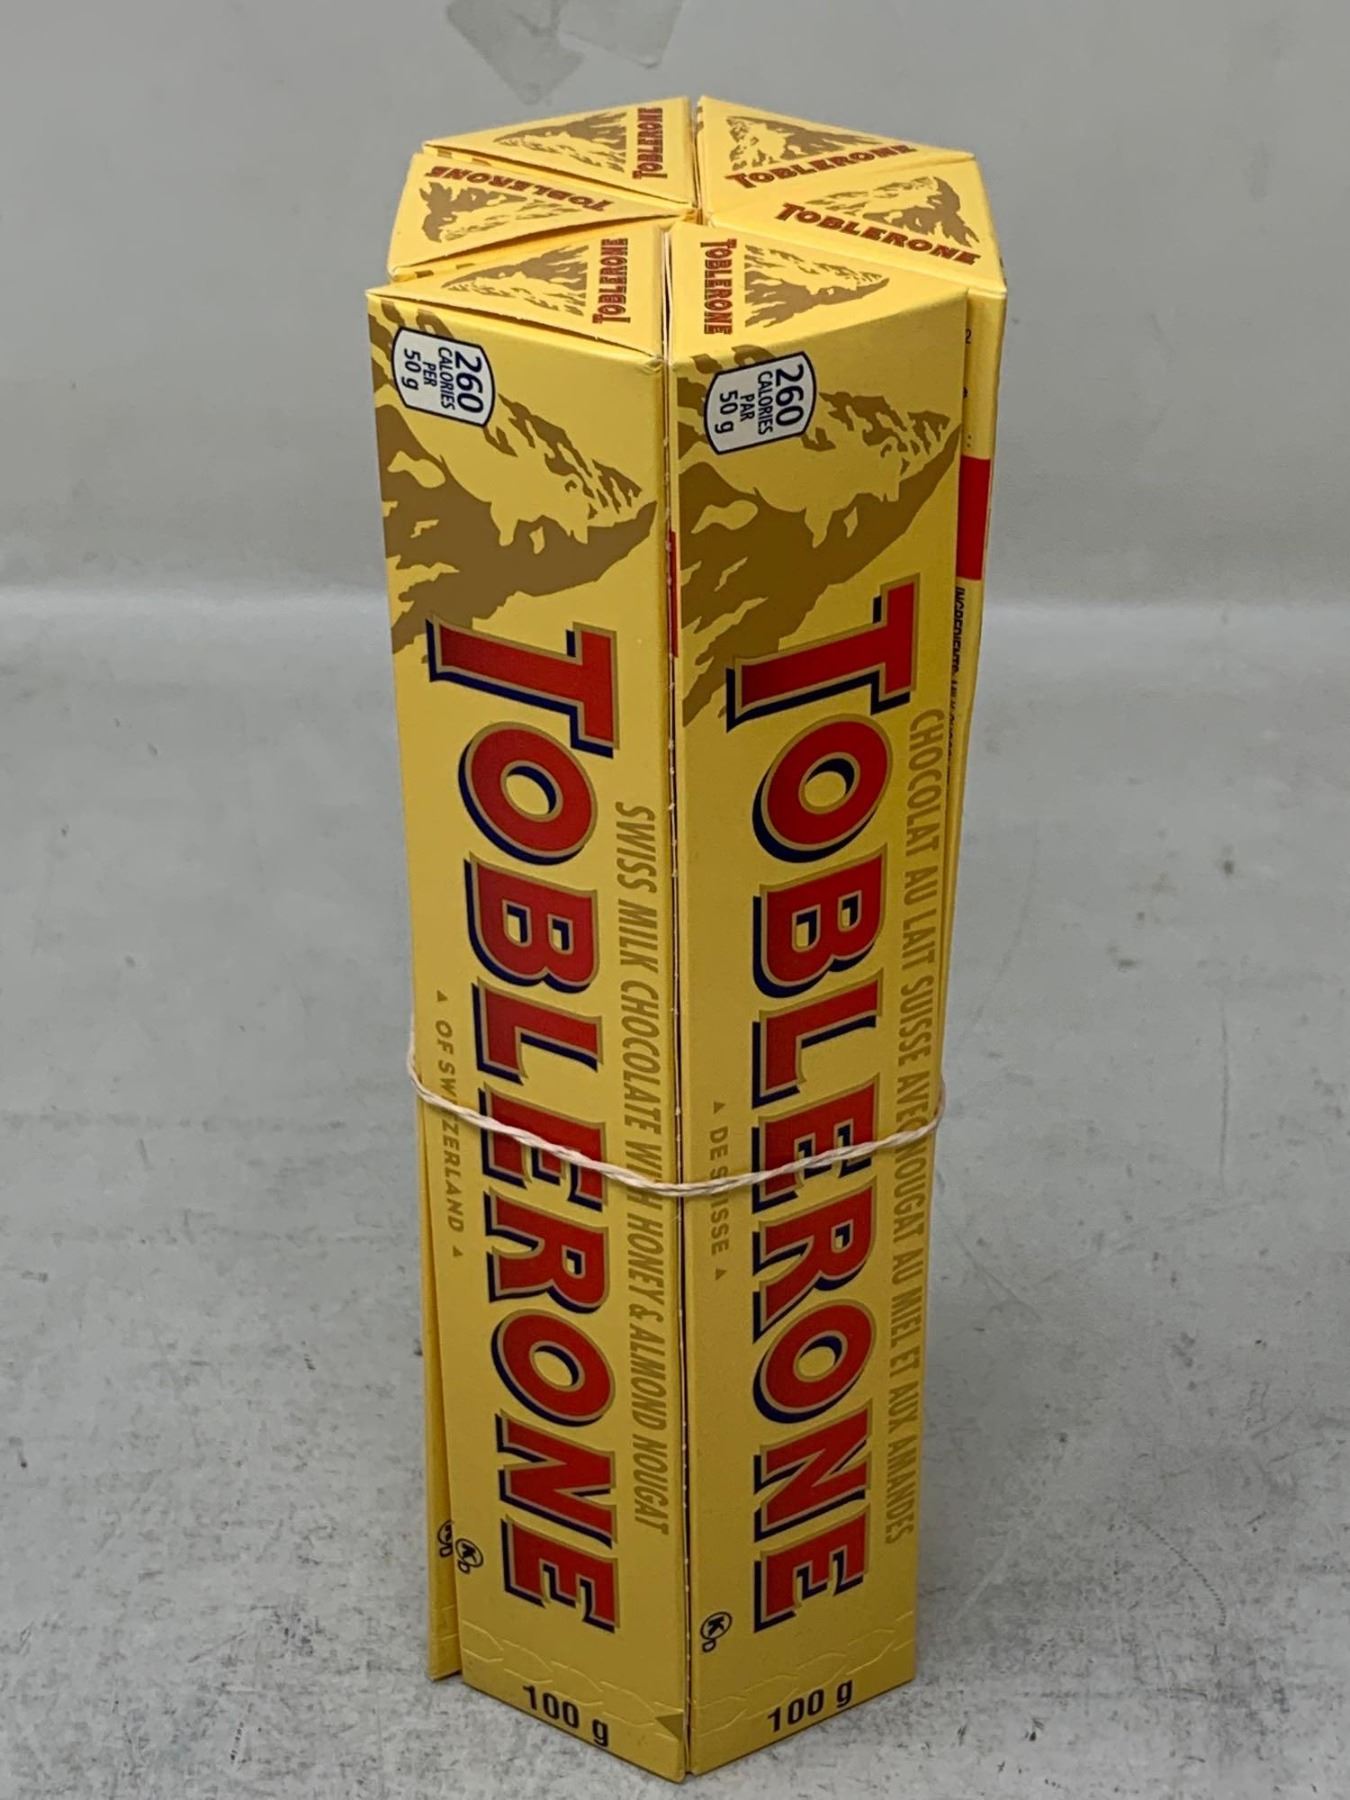 TOBLERONE
TOBLERONE
TOBLERONE
TOBLERONE
TOBLERONE
TOBLERONE
260
CALORIES
PER
50 g
TOBLERONE
SWISS MILK CHOCOLATE WITH HONEY & ALMOND NOUGAT
OF SWITZERLAND
K D
100 g
260
CALORIES
PAR
50 g
TOBLERONE
CHOCOLAT AU LAIT SUISSE AVEC NOUGAT AU MIEL ET AUX AMANDES
DE SUISSE
K D
100 g
INGREDIENTS